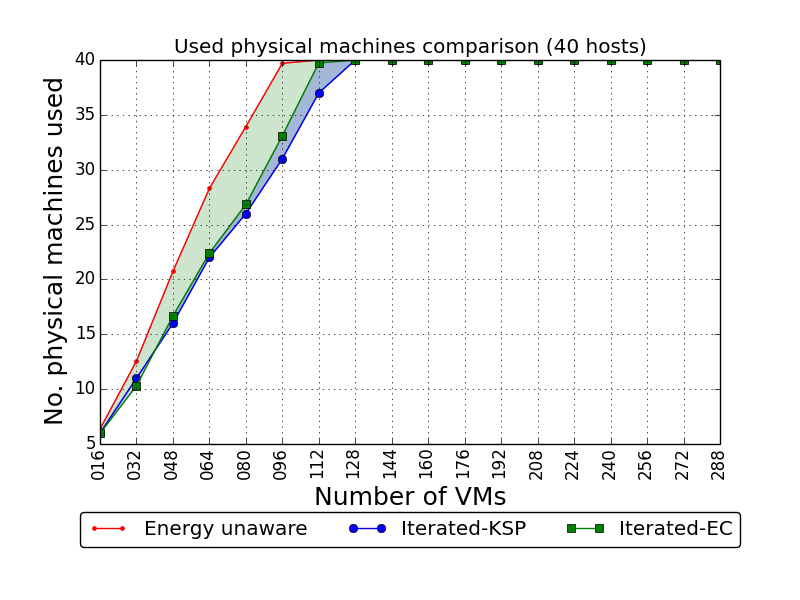 Used physical machines comparison (40 hosts)
No. physical machines used
40
35
30
25
20
15
10
5
016 032 048 064 080 096 112 128 144 160 176 192 208 224 240 256 272 288
Number of VMs
Energy unaware Iterated-KSP Iterated-EC